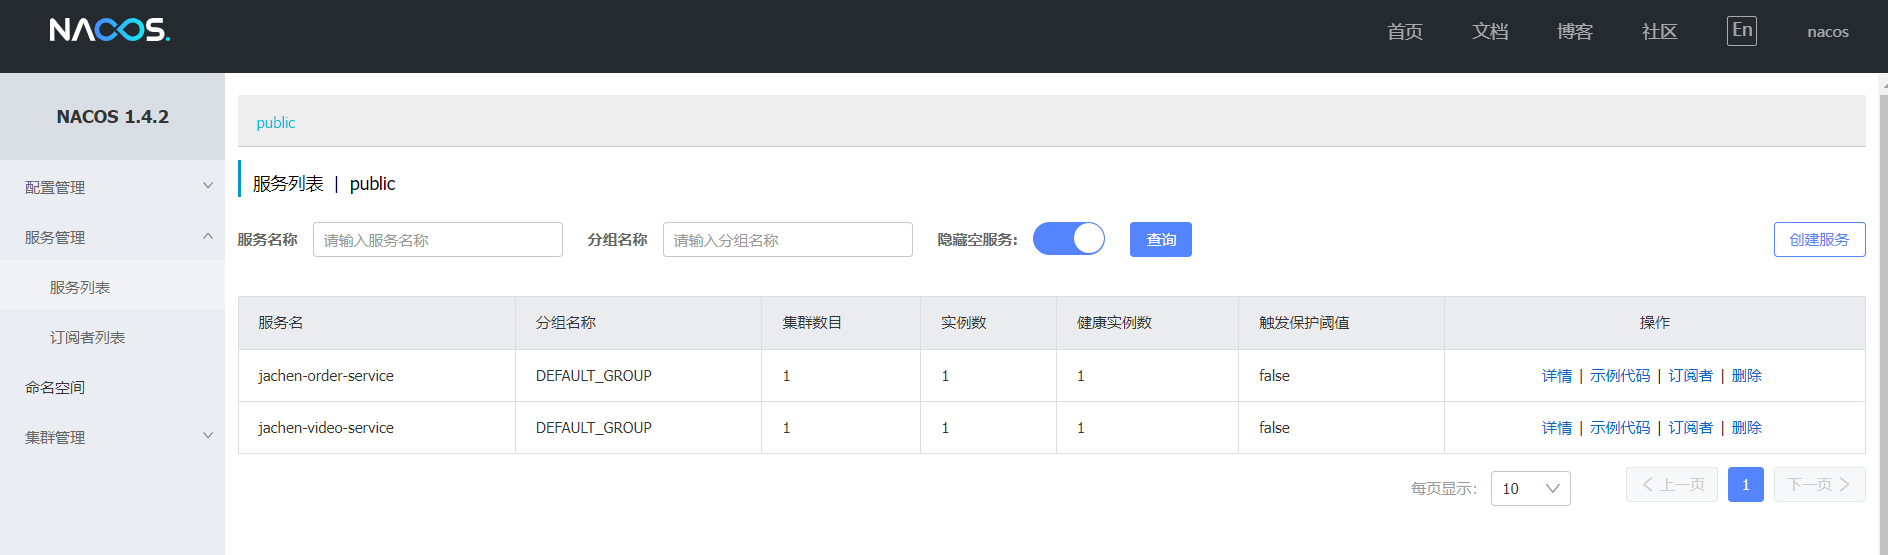 NACOS.
首页 文档 博客 社区 En nacos
NACOS 1.4.2
配置管理
服务管理
服务列表
订阅者列表
命名空间
集群管理
public
服务列表 | public
服务名称 请输入服务名称 分组名称 请输入分组名称 隐藏空服务: 查询 创建服务
服务名 分组名称 集群数目 实例数 健康实例数 触发保护阈值 操作
jachen-order-service DEFAULT_GROUP 1 1 1 false 详情 | 示例代码 | 订阅者 | 删除
jachen-video-service DEFAULT_GROUP 1 1 1 false 详情 | 示例代码 | 订阅者 | 删除
每页显示: 10 上一页 1 下一页